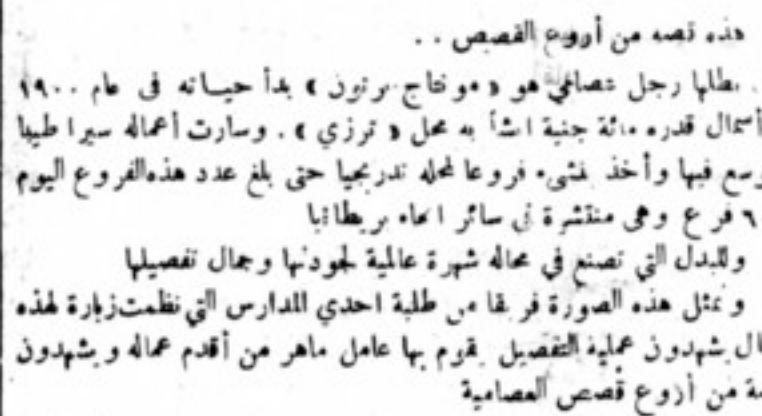 هذه قصة من أروع القصص . .
. بطلها رجل عصامي هو « مونتاج برتون » بدأ حياته فى عام ١٩٠٠
أسمال قدره مائة جنية انشأ به محل « ترزي » . وسارت أعماله سيرا طيبا
وسع فيها وأخذ ينشىء فروعا لمحله تدريجيا حتى بلغ عدد هذه الفروع اليوم
فرع وهى منتشرة في سائر انحاء بريطانيا
وللبدل التي تصنع في محاله شهرة عالمية لجودتها وجمال تفصيلها
وتمثل هذه الصورة فريقا من طلبة احدي المدارس التي نظمت زيارة لهذه
ال يشهدون عملية التفصيل يقوم بها عامل ماهر من أقدم عماله ويشهدون
ة من أروع قصص العصامية